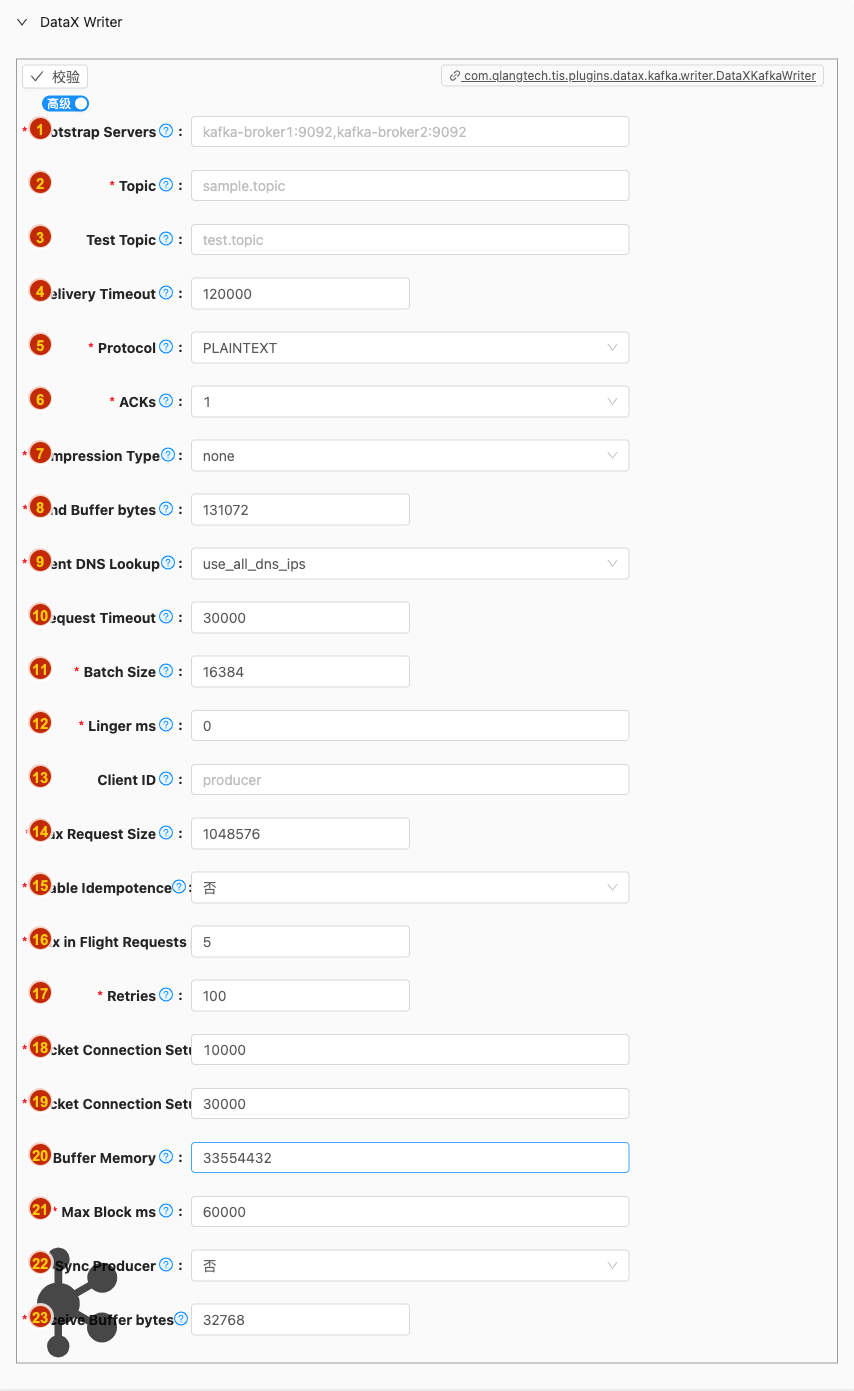 DataX Writer
校验
com.qlangtech.tis.plugins.datax.kafka.writer.DataXKafkaWriter
高级
* 1 otstrap Servers ? : kafka-broker1:9092,kafka-broker2:9092
2 * Topic ? : sample.topic
3 Test Topic ? : test.topic
4 elivery Timeout ? : 120000
5 * Protocol ? : PLAINTEXT
6 * ACKs ? : 1
* 7 mpression Type ? : none
* 8 nd Buffer bytes ? : 131072
* 9 ent DNS Lookup ? : use_all_dns_ips
10 equest Timeout ? : 30000
11 * Batch Size ? : 16384
12 * Linger ms ? : 0
13 Client ID ? : producer
* 14 x Request Size ? : 1048576
* 15 able Idempotence ? : 否
* 16 x in Flight Requests 5
17 * Retries ? : 100
* 18 cket Connection Setu 10000
* 19 cket Connection Setu 30000
20 Buffer Memory ? : 33554432
21 * Max Block ms ? : 60000
22 Sync Producer ? : 否
* 23 ceive Buffer bytes ? 32768